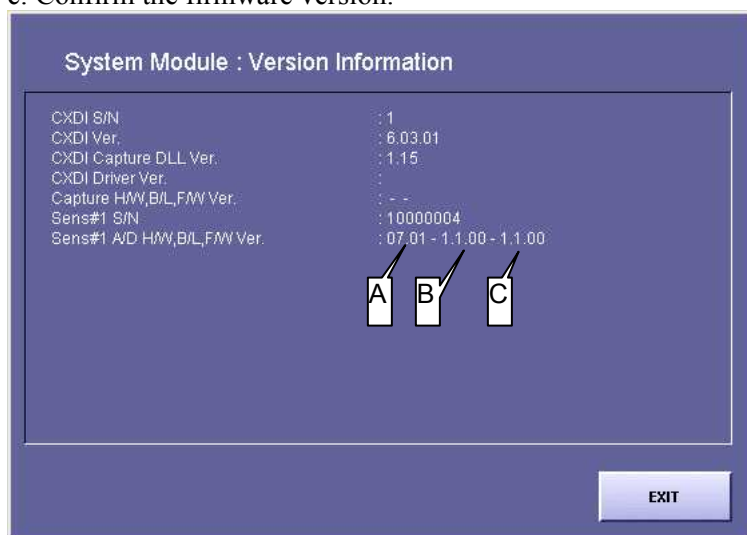 c. Confirm the firmware version.
System Module : Version Information
CXDI S/N : 1
CXDI Ver. : 6.03.01
CXDI Capture DLL Ver. : 1.15
CXDI Driver Ver. :
Capture H/W,B/L,F/W Ver. : - -
Sens#1 S/N : 10000004
Sens#1 A/D H/W,B/L,F/W Ver. : 07.01 - 1.1.00 - 1.1.00
A B C
EXIT